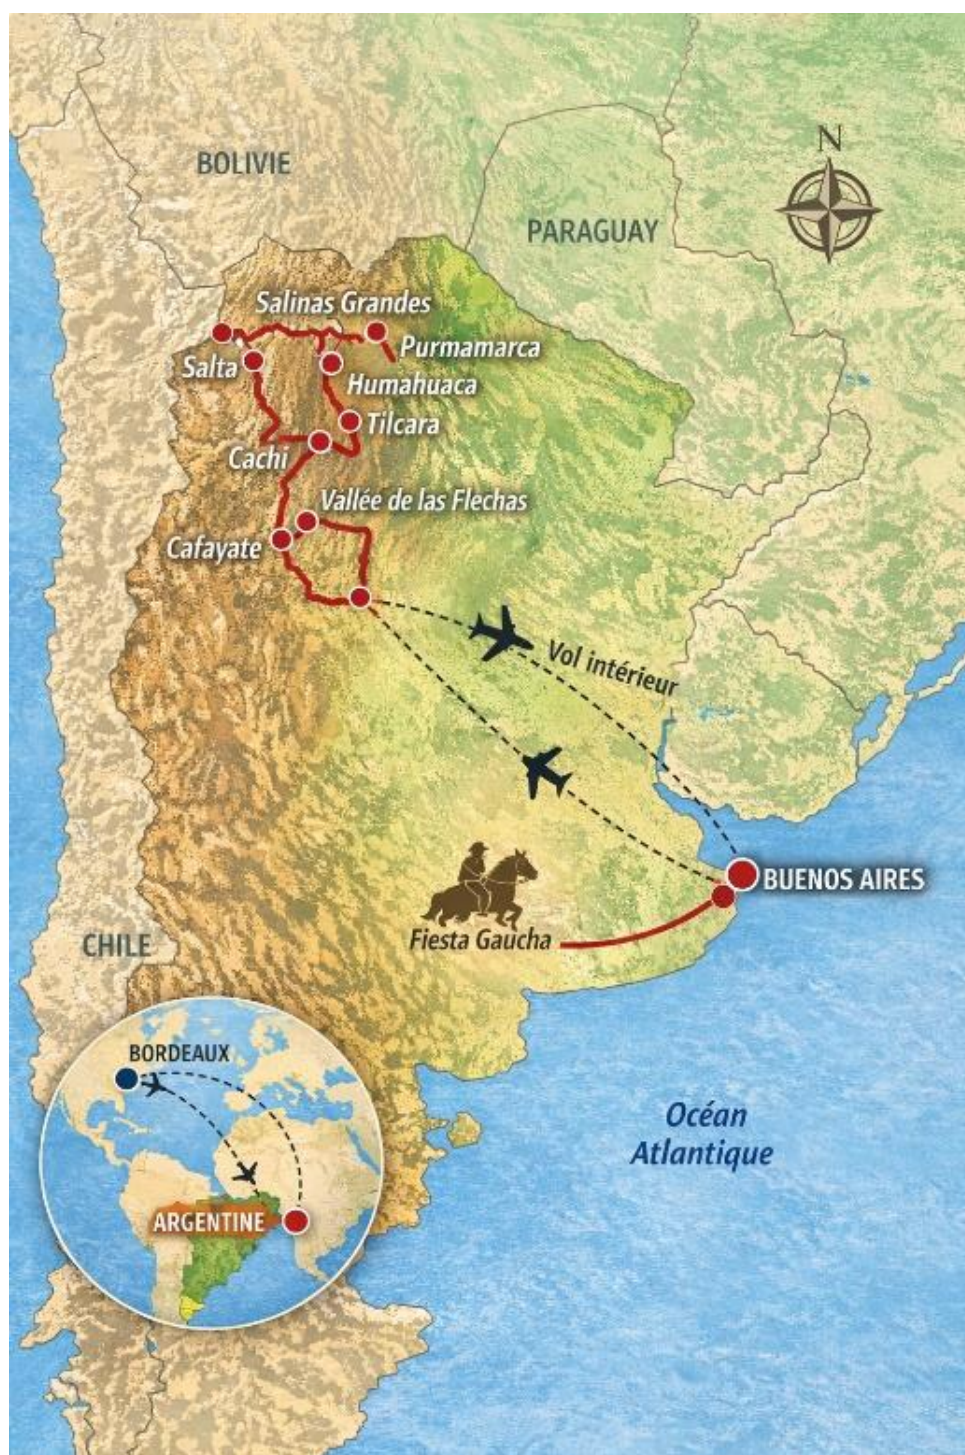 N
BOLIVIE
PARAGUAY
Salinas Grandes
Purmamarca
Salta
Humahuaca
Tilcara
Cachi
Vallée de las Flechas
Cafayate
Vol intérieur
BUENOS AIRES
Fiesta Gaucha
CHILE
BORDEAUX
ARGENTINE
Océan
Atlantique